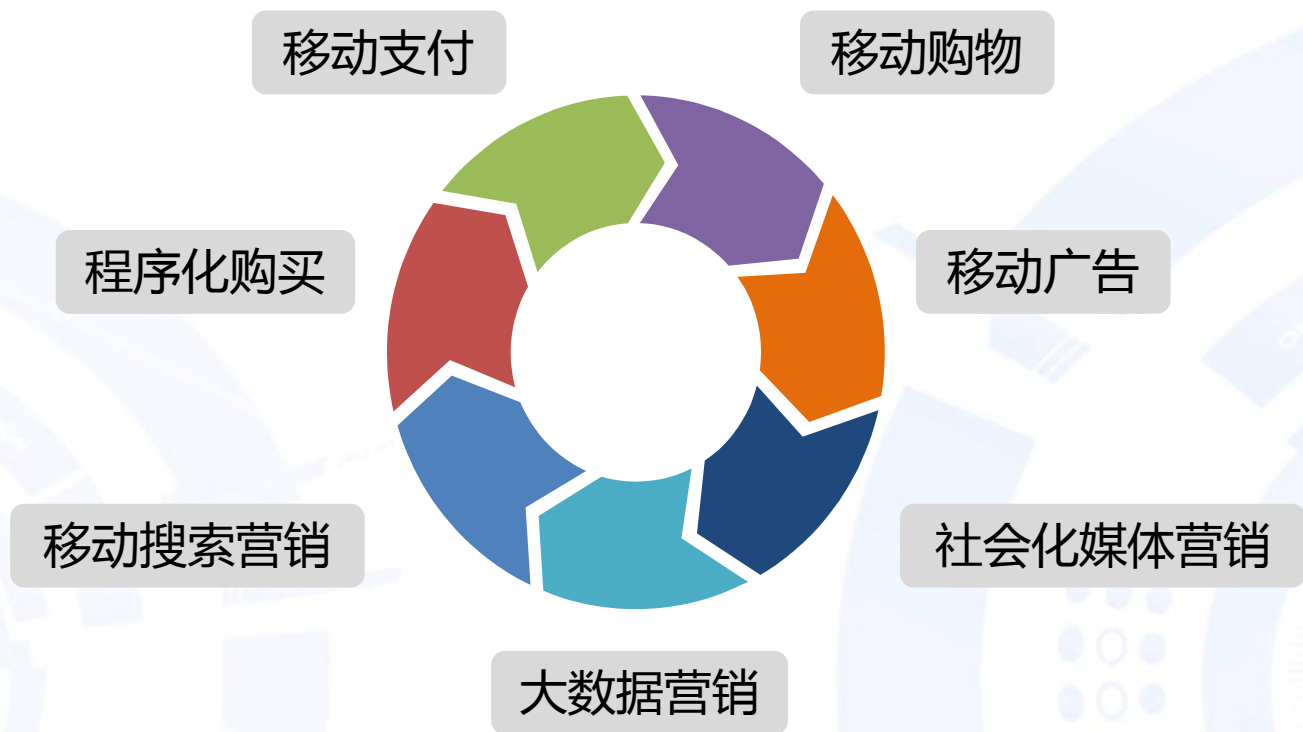 移动支付
移动购物
程序化购买
移动广告
移动搜索营销
社会化媒体营销
大数据营销